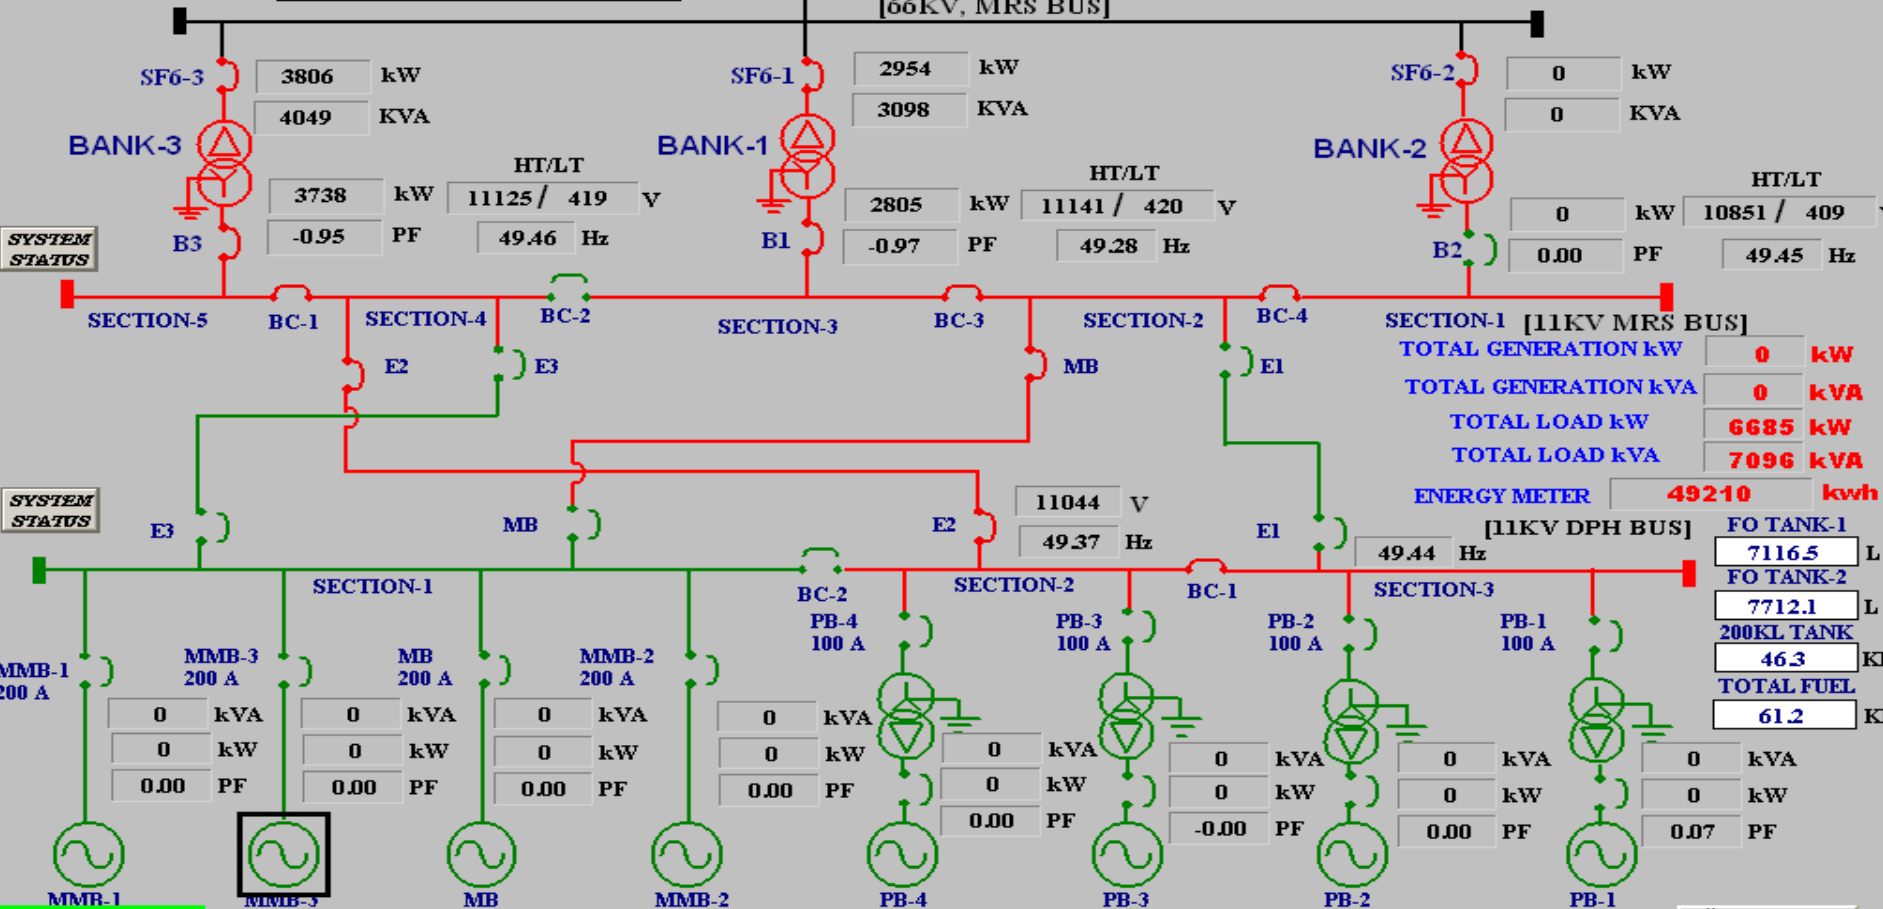 [66KV, MRS BUS]
SF6-3 3806 kW
4049 KVA
BANK-3
HT/LT
3738 kW 11125 / 419 V
B3 -0.95 PF 49.46 Hz
SF6-1 2954 kW
3098 KVA
BANK-1
HT/LT
2805 kW 11141 / 420 V
B1 -0.97 PF 49.28 Hz
SF6-2 0 kW
0 KVA
BANK-2
HT/LT
0 kW 10851 / 409
B2 0.00 PF 49.45 Hz
SYSTEM
STATUS
SECTION-5 BC-1 SECTION-4 BC-2 SECTION-3 BC-3 SECTION-2 BC-4 SECTION-1 [11KV MRS BUS]
E2 E3 MB E1
TOTAL GENERATION kW 0 kW
TOTAL GENERATION kVA 0 kVA
TOTAL LOAD kW 6685 kW
TOTAL LOAD kVA 7096 kVA
ENERGY METER 49210 kwh
SYSTEM
STATUS
E3 MB E2 11044 V
49.37 Hz
E1 49.44 Hz
[11KV DPH BUS]
FO TANK-1
7116.5 L
FO TANK-2
7712.1 L
200KL TANK
46.3
TOTAL FUEL
61.2
SECTION-1 BC-2 SECTION-2 BC-1 SECTION-3
MMB-1
200 A
MMB-3
200 A
MB
200 A
MMB-2
200 A
PB-4
100 A
PB-3
100 A
PB-2
100 A
PB-1
100 A
0 kVA
0 kW
0.00 PF
0 kVA
0 kW
0.00 PF
0 kVA
0 kW
0.00 PF
0 kVA
0 kW
0.00 PF
0 kVA
0 kW
0.00 PF
0 kVA
0 kW
-0.00 PF
0 kVA
0 kW
0.00 PF
0 kVA
0 kW
0.07 PF
MMB-1 MMB-3 MB MMB-2 PB-4 PB-3 PB-2 PB-1